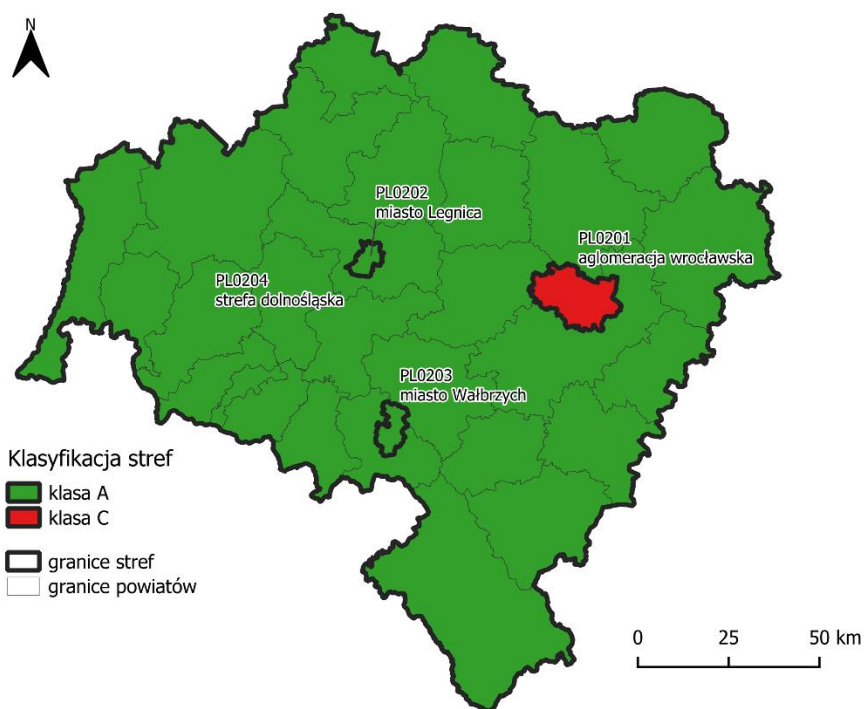 N
PL0202
miasto Legnica
PL0201
aglomeracja wrocławska
PL0204
strefa dolnośląska
PL0203
miasto Wałbrzych
Klasyfikacja stref
klasa A
klasa C
granice stref
granice powiatów
0 25 50 km